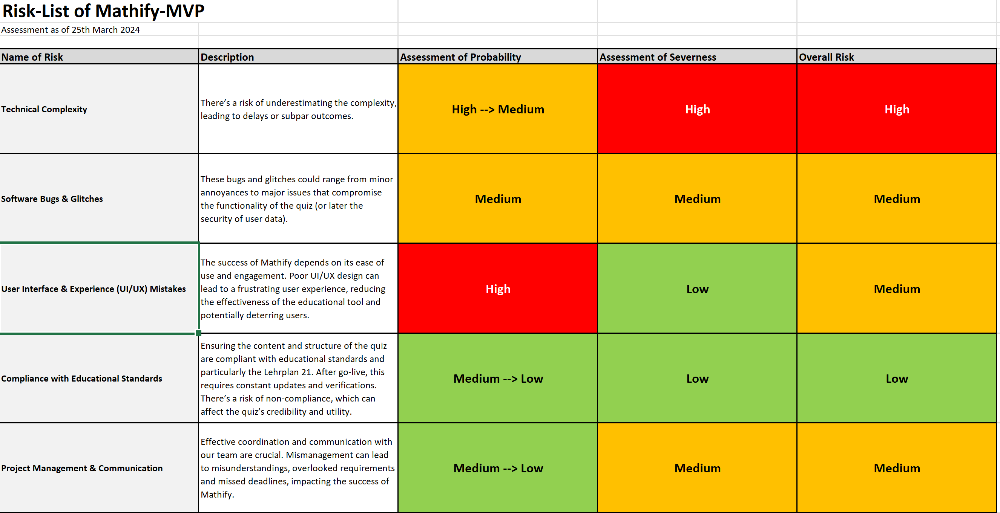 Risk-List of Mathify-MVP
Assessment as of 25th March 2024
Name of Risk
Description
Assessment of Probability
Assessment of Severness
Overall Risk
Technical Complexity
There’s a risk of underestimating the complexity,
leading to delays or subpar outcomes.
High --> Medium
High
High
Software Bugs & Glitches
These bugs and glitches could range from minor
annoyances to major issues that compromise
the functionality of the quiz (or later the
security of user data).
Medium
Medium
Medium
User Interface & Experience (UI/UX) Mistakes
The success of Mathify depends on its ease of
use and engagement. Poor UI/UX design can
lead to a frustrating user experience, reducing
the effectiveness of the educational tool and
potentially deterring users.
High
Low
Medium
Compliance with Educational Standards
Ensuring the content and structure of the quiz
are compliant with educational standards and
particularly the Lehrplan 21. After go-live, this
requires constant updates and verifications.
There’s a risk of non-compliance, which can
affect the quiz’s credibility and utility.
Medium --> Low
Low
Low
Project Management & Communication
Effective coordination and communication with
our team are crucial. Mismanagement can lead
to misunderstandings, overlooked requirements
and missed deadlines, impacting the success of
Mathify.
Medium --> Low
Medium
Medium